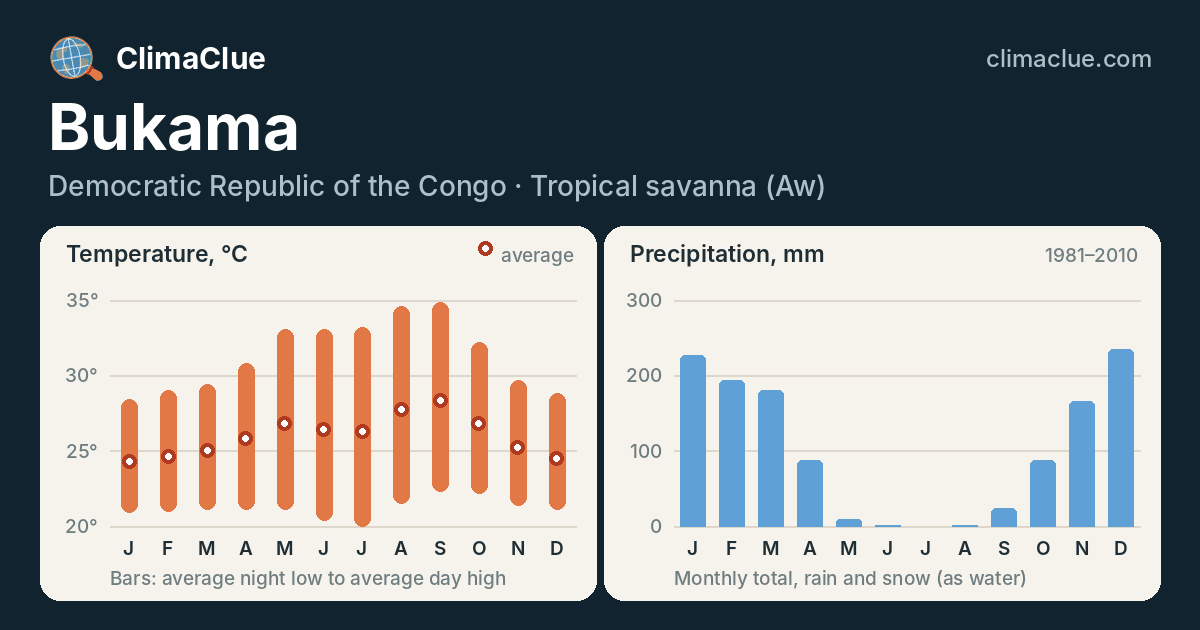 ClimaClue
climaclue.com
Bukama
Democratic Republic of the Congo · Tropical savanna (Aw)
Temperature, °C
average
35°
30°
25°
20°
J F M A M J J A S O N D
Bars: average night low to average day high
Precipitation, mm
1981–2010
300
200
100
0
J F M A M J J A S O N D
Monthly total, rain and snow (as water)